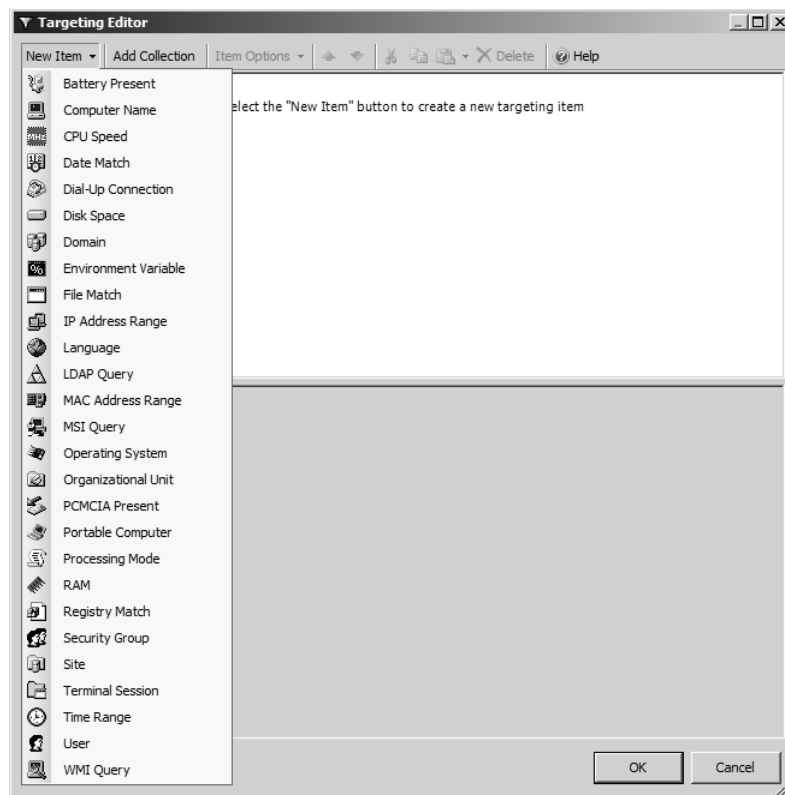 Targeting Editor
New Item Add Collection Item Options Delete Help
elect the "New Item" button to create a new targeting item
Battery Present
Computer Name
MHz
CPU Speed
Date Match
Dial-Up Connection
Disk Space
Domain
%
Environment Variable
File Match
IP Address Range
Language
LDAP Query
MAC Address Range
MSI Query
Operating System
Organizational Unit
PCMCIA Present
Portable Computer
Processing Mode
RAM
Registry Match
Security Group
Site
Terminal Session
Time Range
User
WMI Query
OK Cancel